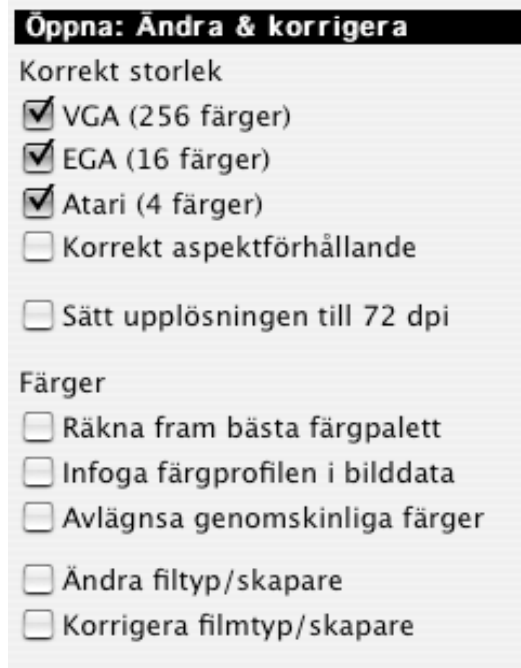 Öppna: Ändra & korrigera
Korrekt storlek
VGA (256 färger)
EGA (16 färger)
Atari (4 färger)
Korrekt aspektförhållande
Sätt upplösningen till 72 dpi
Färger
Räkna fram bästa färgpalett
Infoga färgprofilen i bilddata
Avlägnsa genomskinliga färger
Ändra filtyp/skapare
Korrigera filmtyp/skapare